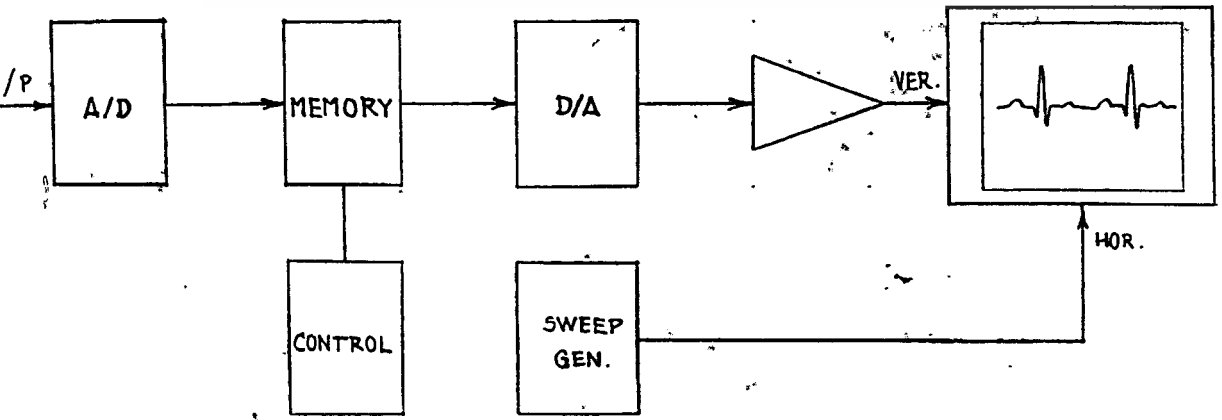 /P
A/D
MEMORY
D/A
VER.
HOR.
CONTROL
SWEEP
GEN.